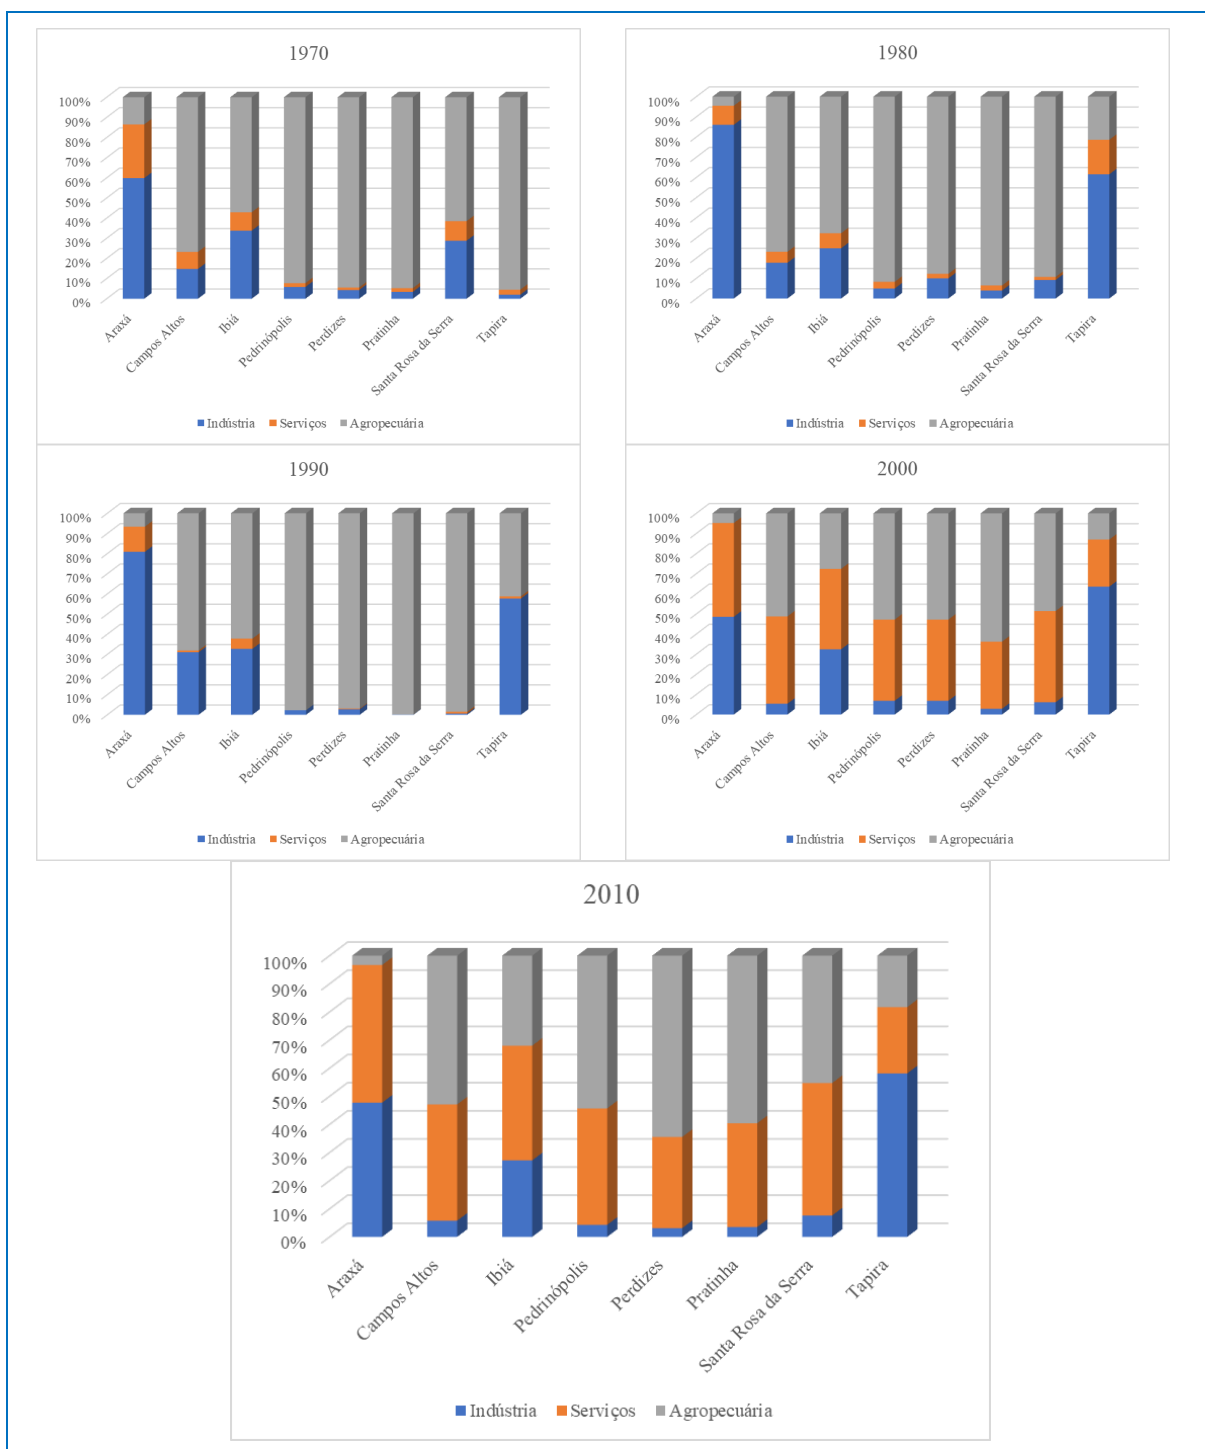 1970
100%
90%
80%
70%
60%
50%
40%
30%
20%
10%
0%
Araxá
Campos Altos
Ibiá
Pedrinópolis
Perdizes
Pratinha
Santa Rosa da Serra
Tapira
Indústria Serviços Agropecuária
1980
100%
90%
80%
70%
60%
50%
40%
30%
20%
10%
0%
Araxá
Campos Altos
Ibiá
Pedrinópolis
Perdizes
Pratinha
Santa Rosa da Serra
Tapira
Indústria Serviços Agropecuária
1990
100%
90%
80%
70%
60%
50%
40%
30%
20%
10%
0%
Araxá
Campos Altos
Ibiá
Pedrinópolis
Perdizes
Pratinha
Santa Rosa da Serra
Tapira
Indústria Serviços Agropecuária
2000
100%
90%
80%
70%
60%
50%
40%
30%
20%
10%
0%
Araxá
Campos Altos
Ibiá
Pedrinópolis
Perdizes
Pratinha
Santa Rosa da Serra
Tapira
Indústria Serviços Agropecuária
2010
100%
90%
80%
70%
60%
50%
40%
30%
20%
10%
0%
Araxá
Campos Altos
Ibiá
Pedrinópolis
Perdizes
Pratinha
Santa Rosa da Serra
Tapira
Indústria Serviços Agropecuária